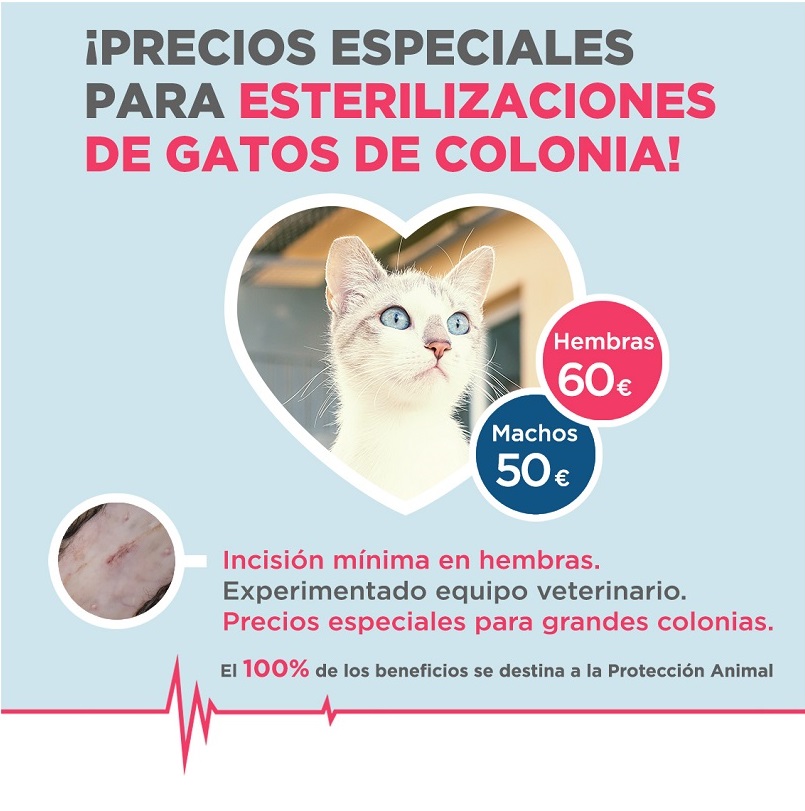 ¡PRECIOS ESPECIALES
PARA ESTERILIZACIONES
DE GATOS DE COLONIA!
Hembras
60€
Machos
50€
Incisión mínima en hembras.
Experimentado equipo veterinario.
Precios especiales para grandes colonias.
El 100% de los beneficios se destina a la Protección Animal